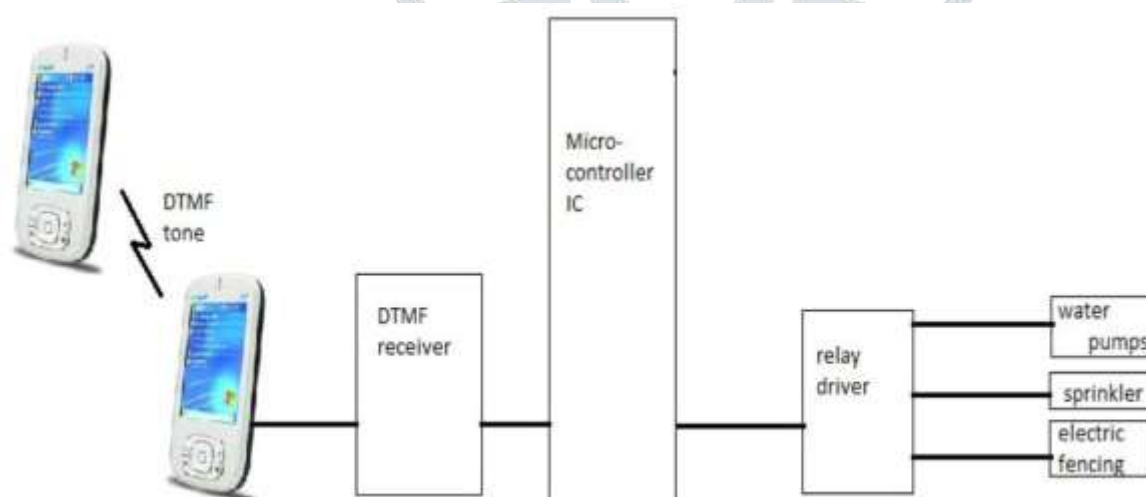 DTMF
tone
DTMF
receiver
Micro-
controller
IC
relay
driver
water
pumps
sprinkler
electric
fencing